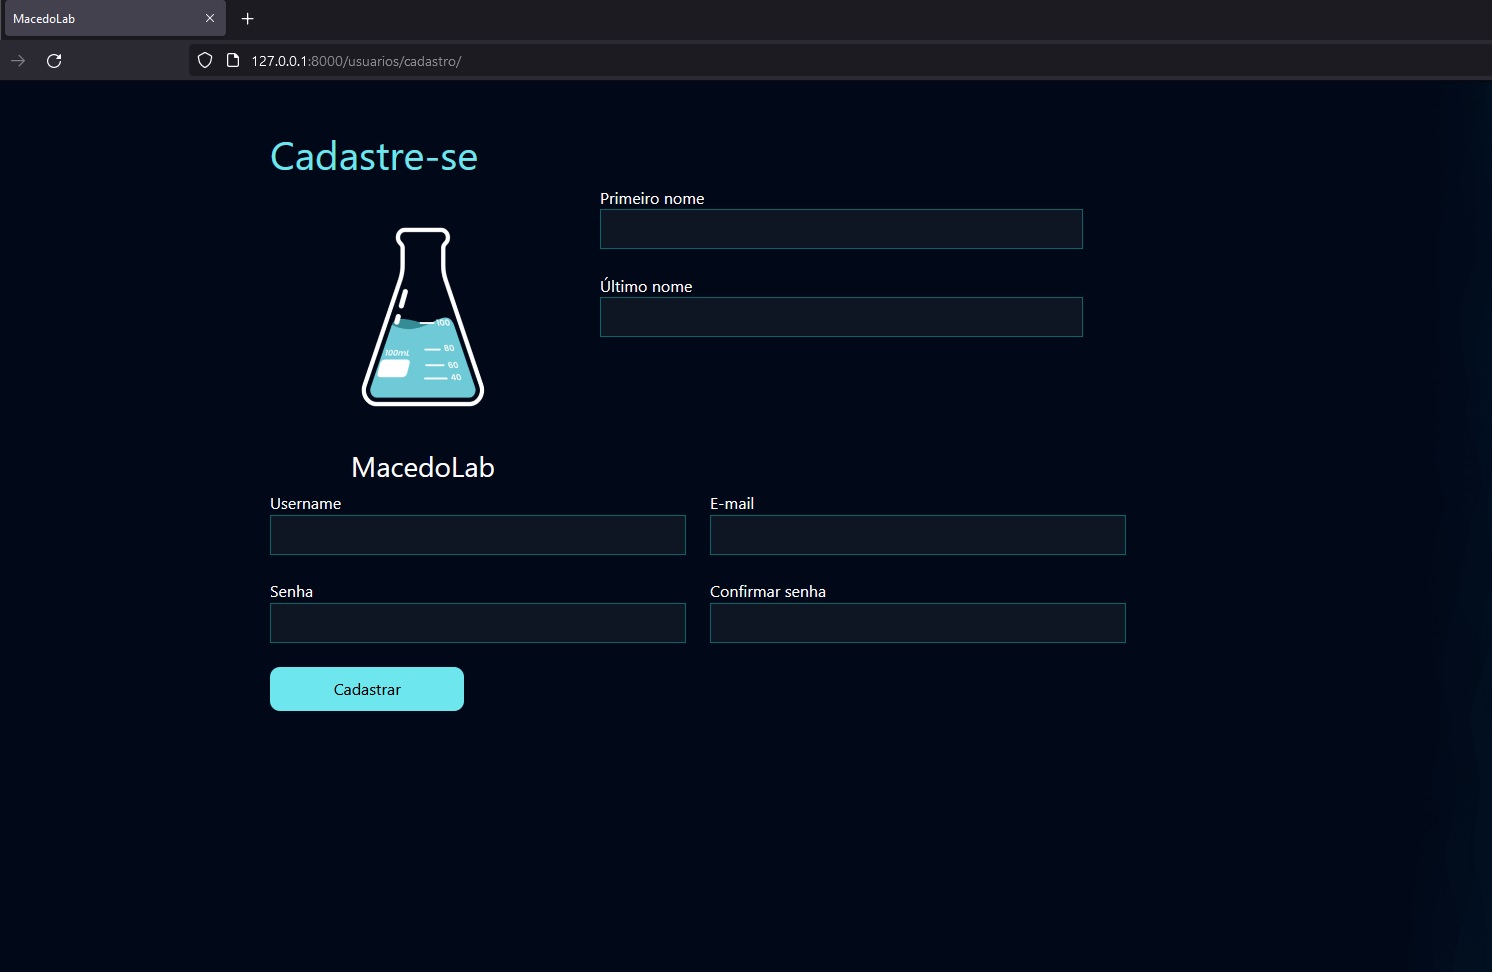 MacedoLab
127.0.0.1:8000/usuarios/cadastro/
Cadastre-se
Primeiro nome
Último nome
100
100mL
80
60
40
MacedoLab
Username
E-mail
Senha
Confirmar senha
Cadastrar